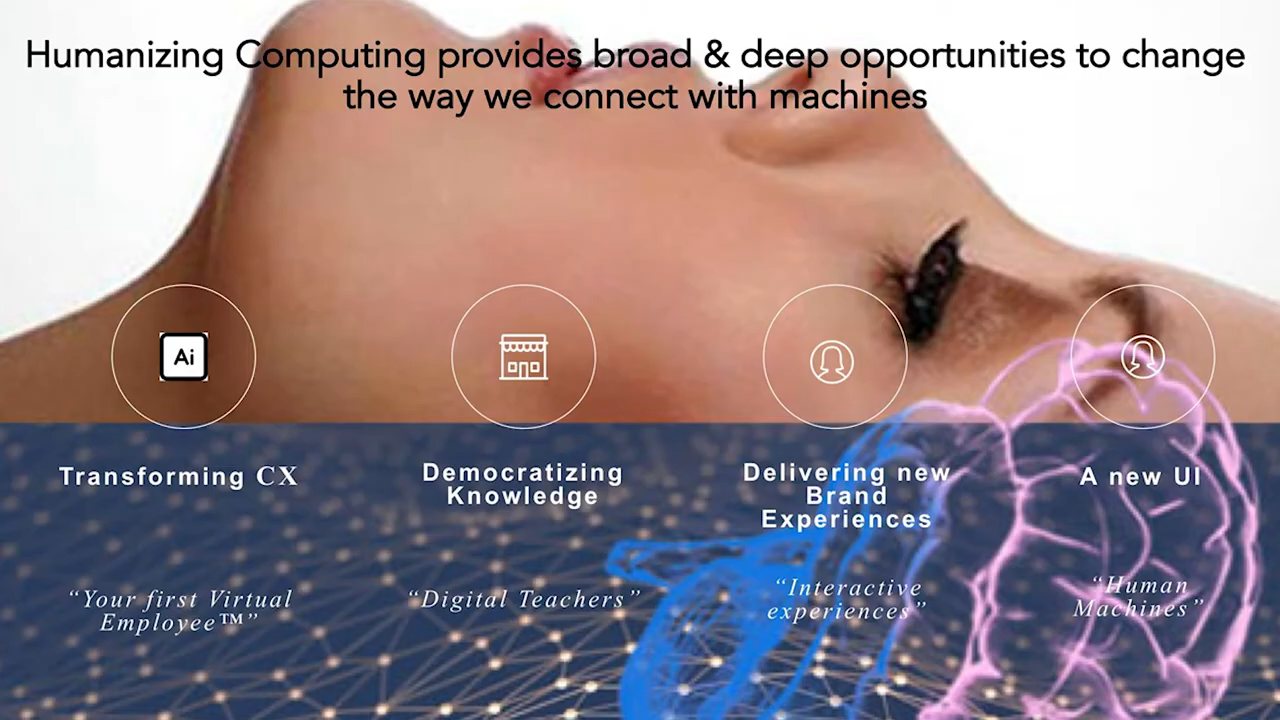 Humanizing Computing provides broad & deep opportunities to change
the way we connect with machines
Ai
Transforming CX
Democratizing
Knowledge
Delivering new
Brand
Experiences
A new UI
“Your first Virtual
Employee™”
“Digital Teachers”
“Interactive
experiences”
“Human
Machines”